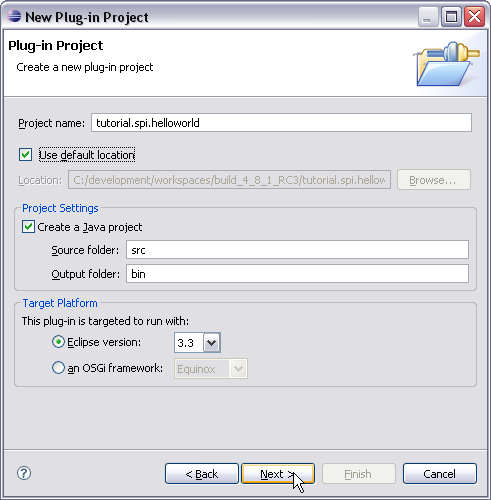 New Plug-in Project
Plug-in Project
Create a new plug-in project
Project name: tutorial.spi.helloworld
Use default location
Location: C:/development/workspaces/build_4_8_1_RC3/tutorial.spi.hellow Browse...
Project Settings
Create a Java project
Source folder: src
Output folder: bin
Target Platform
This plug-in is targeted to run with:
Eclipse version: 3.3
an OSGi framework: Equinox
? < Back Next > Finish Cancel